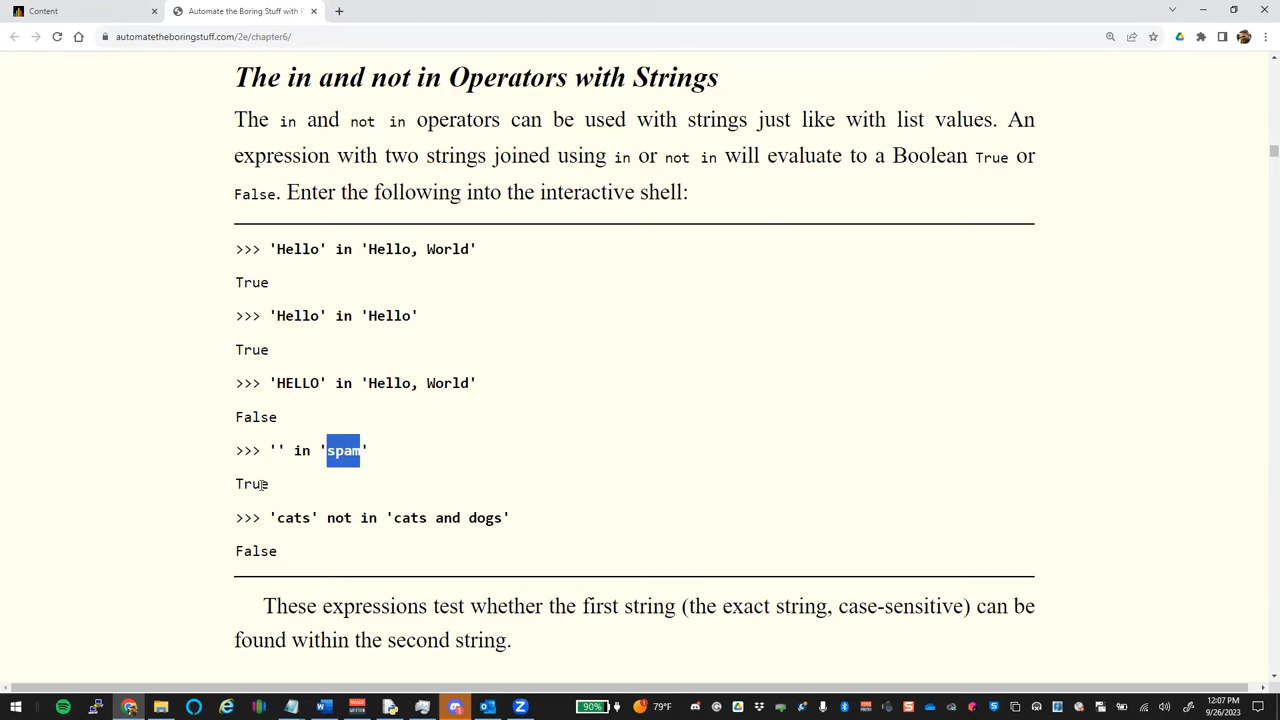 Content
Automate the Boring Stuff with P
automatetheboringstuff.com/2e/chapter6/
The in and not in Operators with Strings
The in and not in operators can be used with strings just like with list values. An
expression with two strings joined using in or not in will evaluate to a Boolean True or
False. Enter the following into the interactive shell:
>>> 'Hello' in 'Hello, World'
True
>>> 'Hello' in 'Hello'
True
>>> 'HELLO' in 'Hello, World'
False
>>> '' in 'spam'
True
>>> 'cats' not in 'cats and dogs'
False
These expressions test whether the first string (the exact string, case-sensitive) can be
found within the second string.
90%
79°F
12:07 PM
9/26/2023